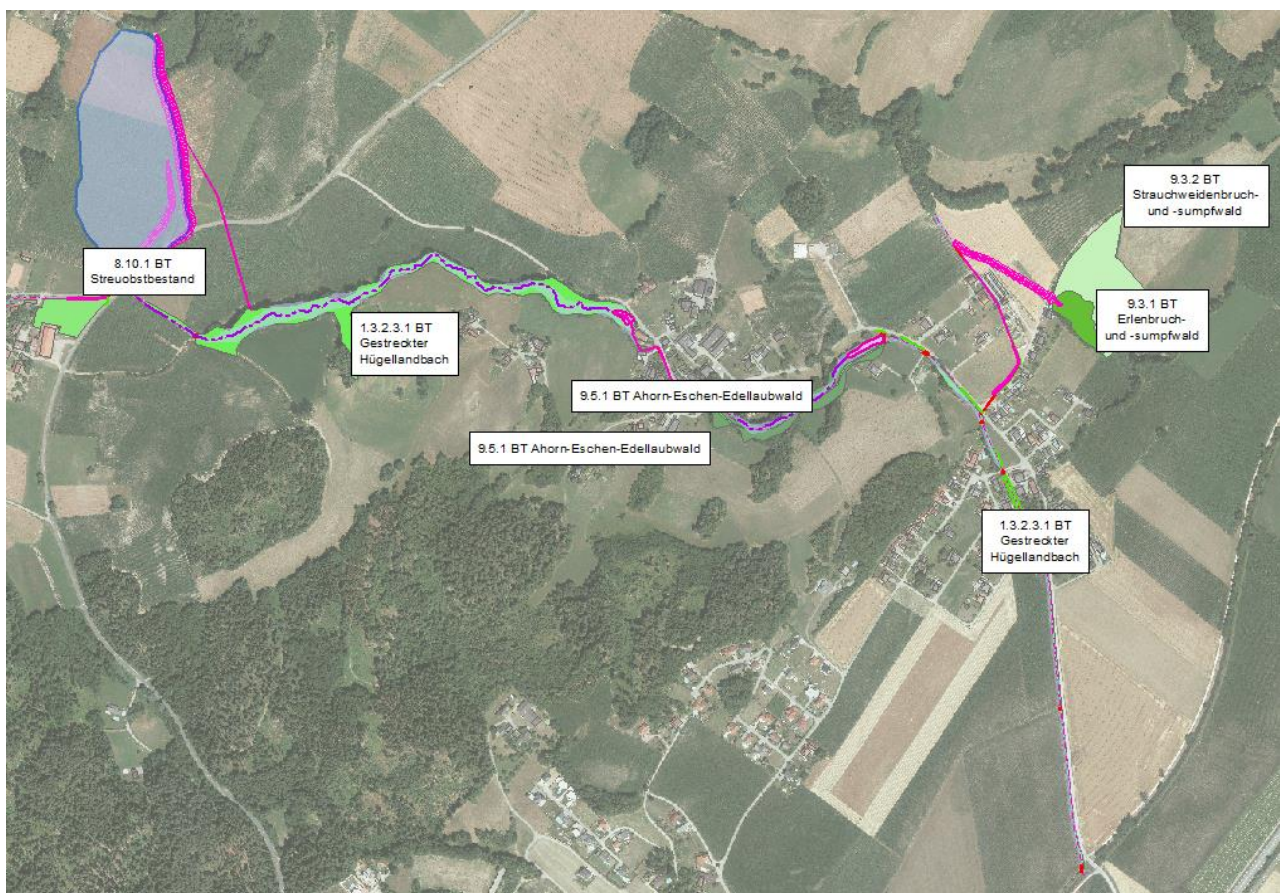 9.3.2 BT
Strauchweidenbruch-
und -sumpfwald
8.10.1 BT
Streuobstbestand
9.3.1 BT
Erlenbruch-
und -sumpfwald
1.3.2.3.1 BT
Gestreckter
Hügellandbach
9.5.1 BT Ahorn-Eschen-Edellaubwald
9.5.1 BT Ahorn-Eschen-Edellaubwald
1.3.2.3.1 BT
Gestreckter
Hügellandbach